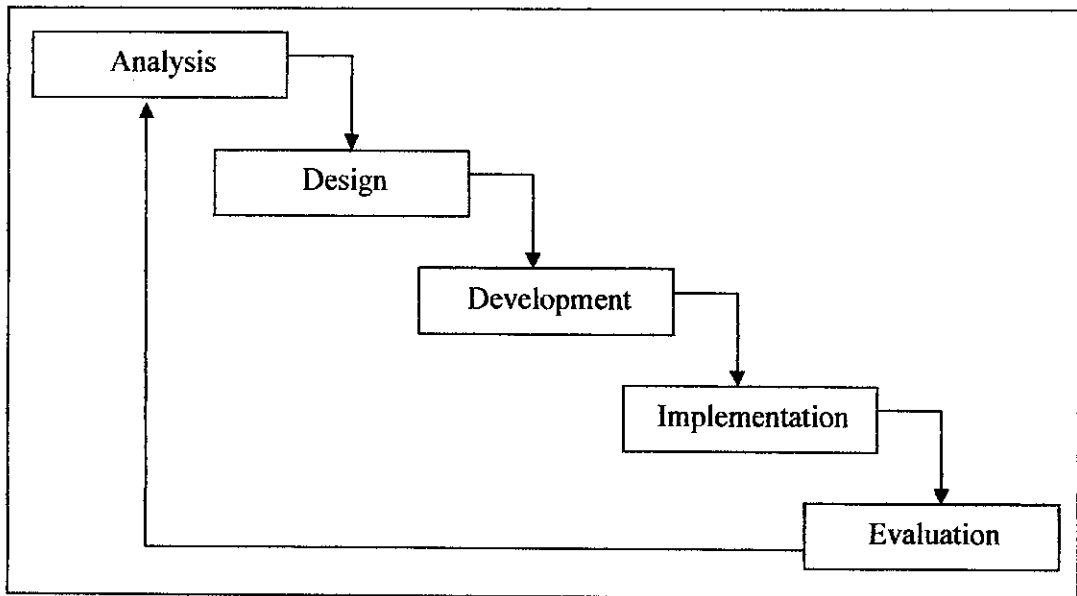 Analysis
Design
Development
Implementation
Evaluation